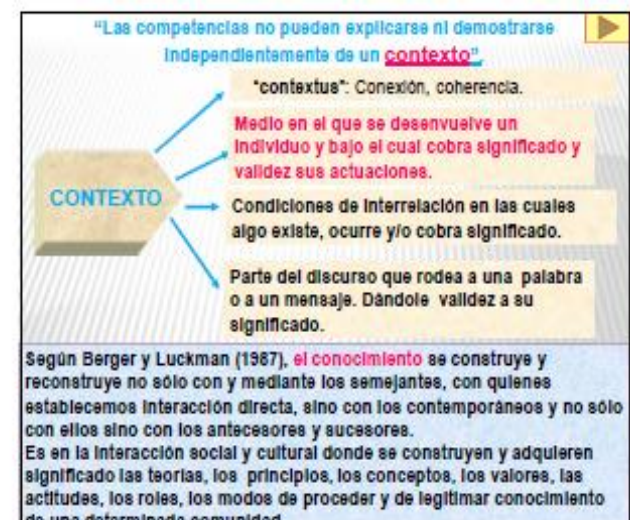 "Las competencias no pueden explicarse ni demostrarse
independientemente de un contexto".
"contextus": Conexión, coherencia.
Medio en el que se desenvuelve un
individuo y bajo el cual cobra significado y
validez sus actuaciones.
CONTEXTO
Condiciones de interrelación en las cuales
algo existe, ocurre y/o cobra significado.
Parte del discurso que rodea a una palabra
o a un mensaje. Dándole validez a su
significado.
Según Berger y Luckman (1987), el conocimiento se construye y
reconstruye no sólo con y mediante los semejantes, con quienes
establecemos interacción directa, sino con los contemporáneos y no sólo
con ellos sino con los antecesores y sucesores.
Es en la interacción social y cultural donde se construyen y adquieren
significado las teorías, los principios, los conceptos, los valores, las
actitudes, los roles, los modos de proceder y de legitimar conocimiento
de una determinada comunidad